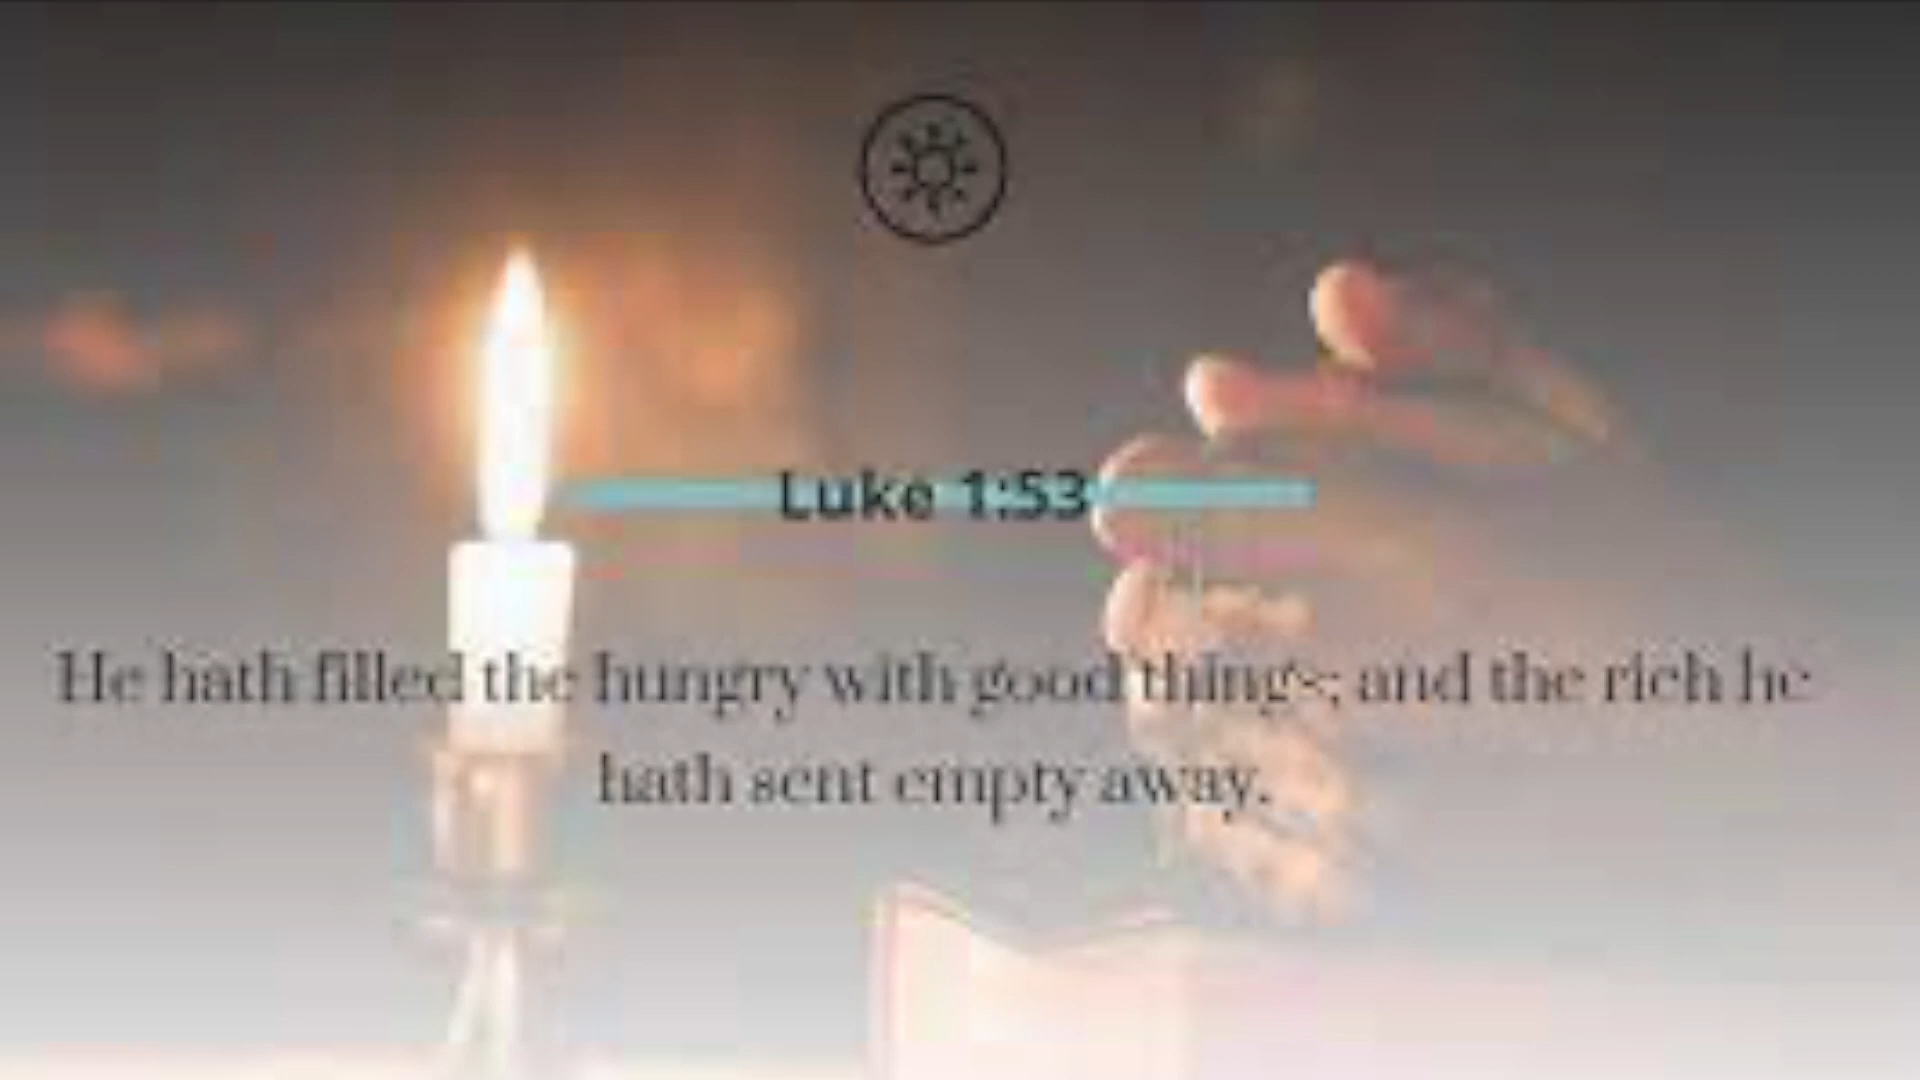 Luke 1:53
He hath filled the hungry with good things; and the rich he
hath sent empty away.